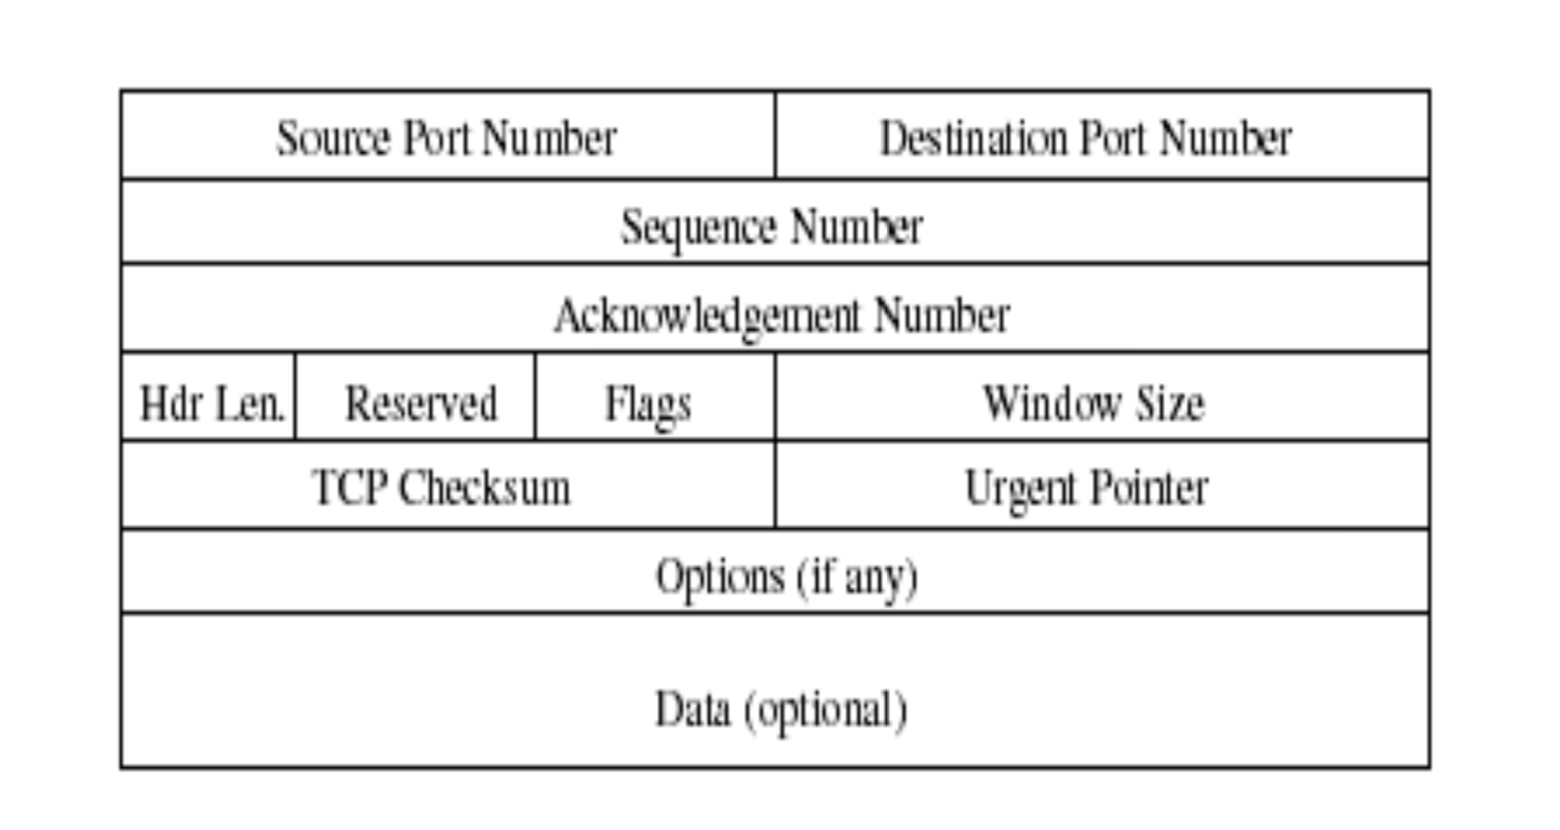 Source Port Number Destination Port Number
Sequence Number
Acknowledgement Number
Hdr Len. Reserved Flags Window Size
TCP Checksum Urgent Pointer
Options (if any)
Data (optional)